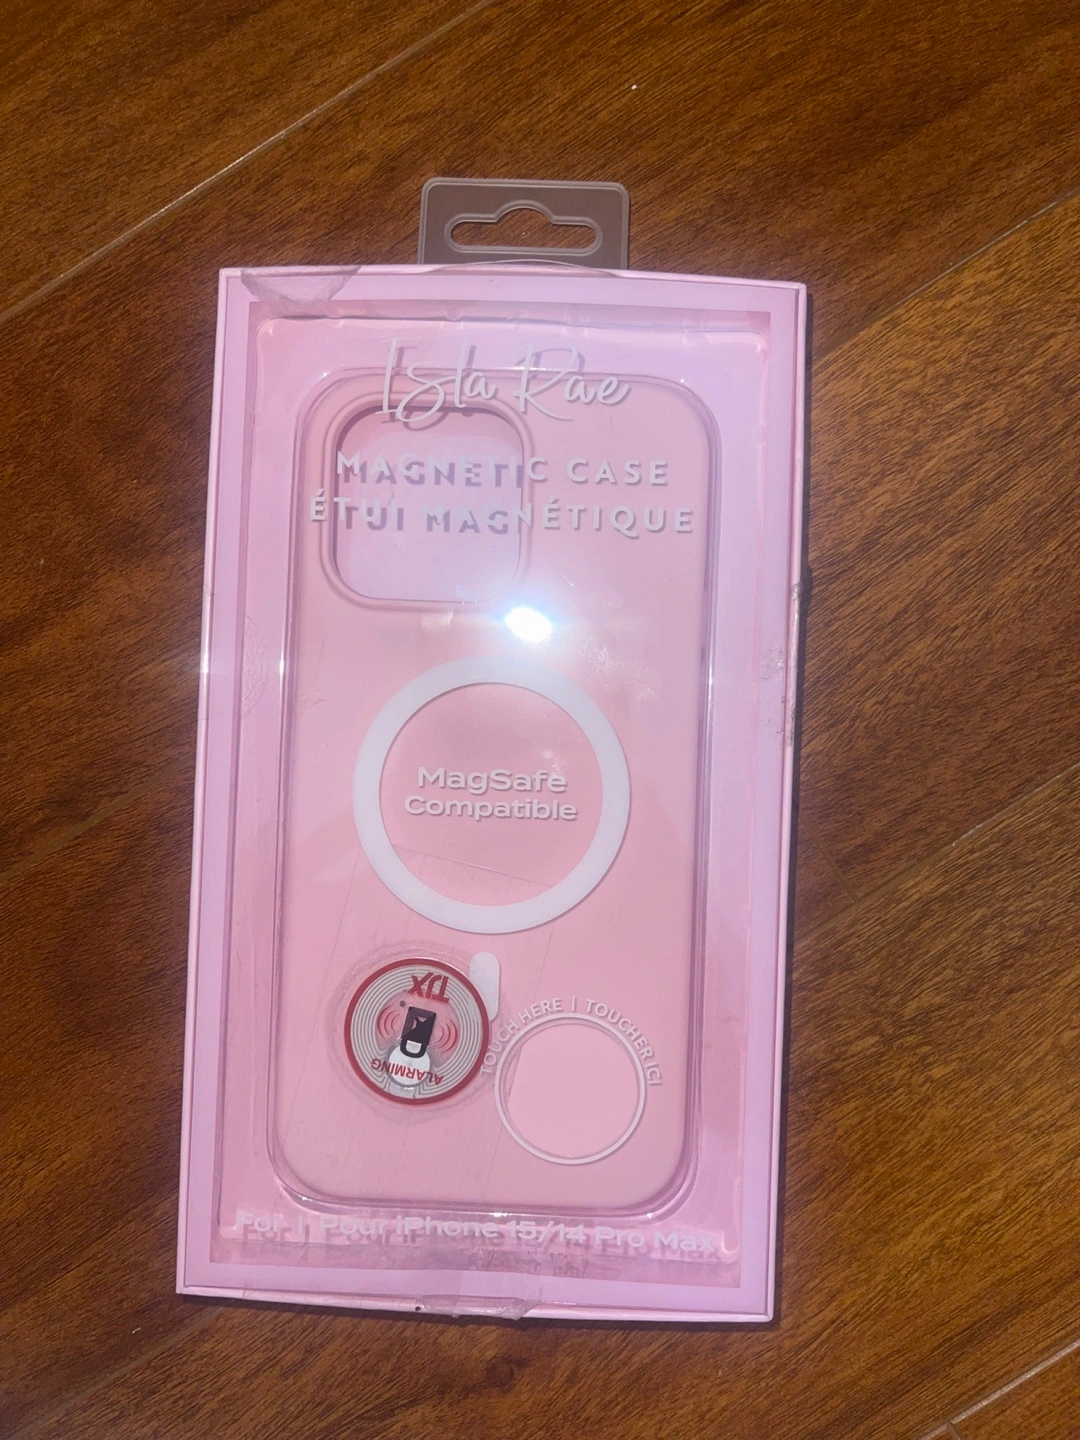 Isla Rae
MAGNETIC CASE
ÉTUI MAGNÉTIQUE
MagSafe
Compatible
TJX
ALARMING
TOUCH HERE | TOUCHER ICI
For | Pour iPhone 15/14 Pro Max